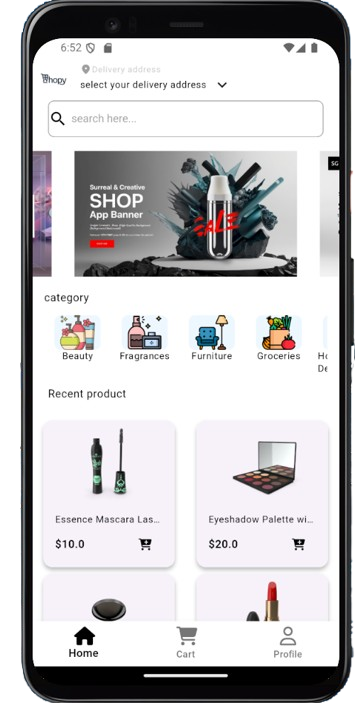 6:52
Shopy
Delivery address
select your delivery address
search here...
Surreal & Creative
SHOP
App Banner
SALE
SG
category
Beauty
Fragrances
Furniture
Groceries
Ho
De
Recent product
Essence Mascara Las...
Eyeshadow Palette wi...
$10.0
$20.0
Home
Cart
Profile